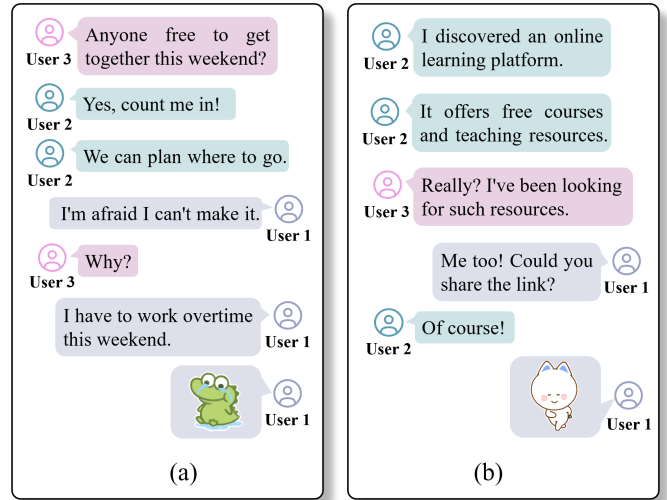 Anyone free to get
together this weekend?
User 3
Yes, count me in!
User 2
We can plan where to go.
User 2
I'm afraid I can't make it.
User 1
Why?
User 3
I have to work overtime
this weekend.
User 1
User 1
(a)
I discovered an online
learning platform.
User 2
It offers free courses
and teaching resources.
User 2
Really? I've been looking
for such resources.
User 3
Me too! Could you
share the link?
User 1
Of course!
User 2
User 1
(b)